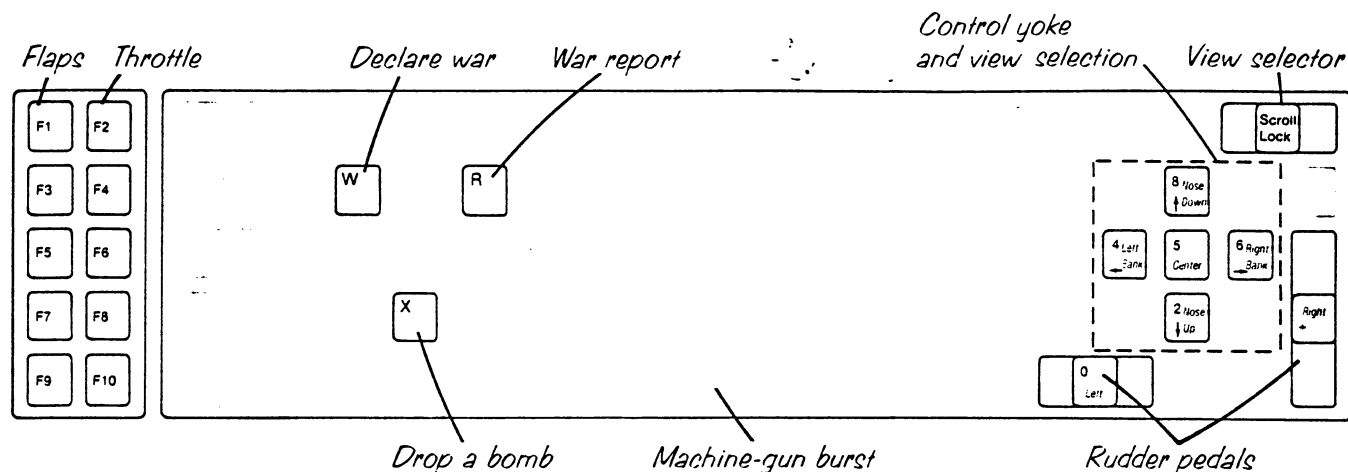 Control yoke
and view selection
Flaps
Throttle
Declare war
War report
View selector
F1
F2
Scroll
Lock
F3
F4
W
R
8 Nose
↑ Down
F5
F6
4 Left
← Bank
5
Center
6 Right
→ Bank
F7
F8
X
2 Nose
↓ Up
Right
+
F9
F10
0
Left
Drop a bomb
Machine-gun burst
Rudder pedals